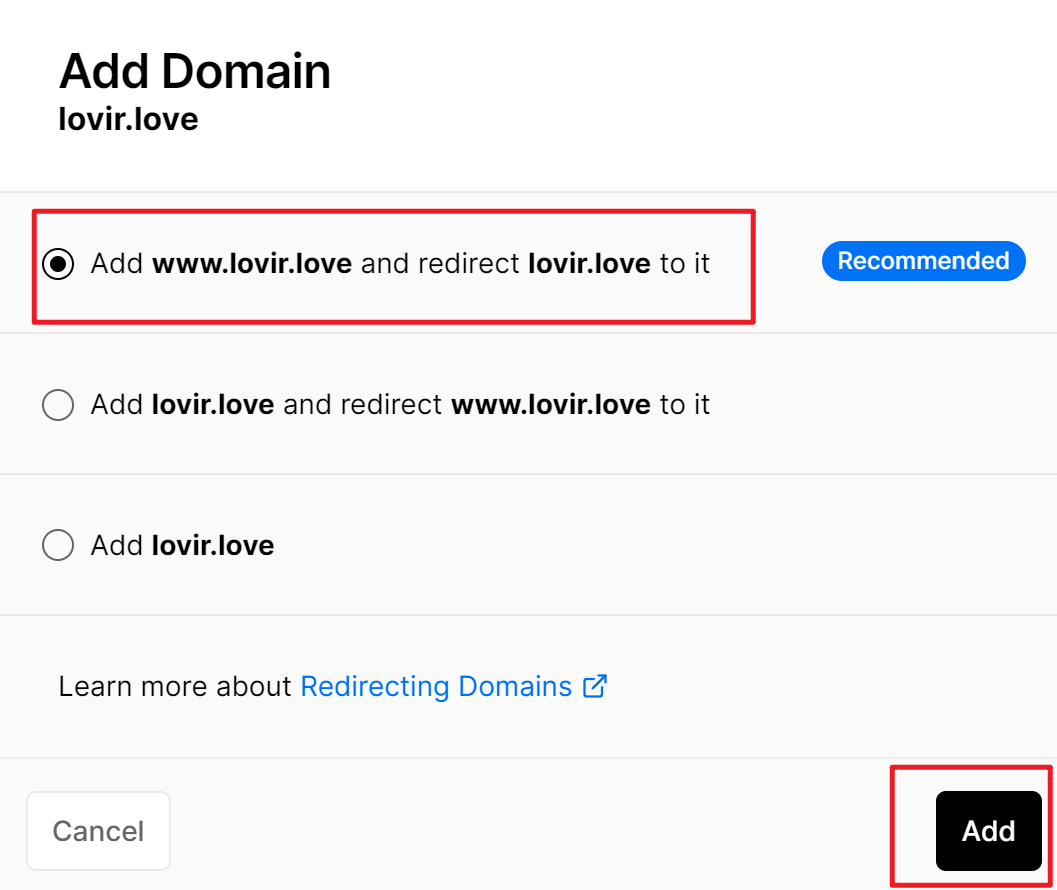 Add Domain
lovir.love
Add www.lovir.love and redirect lovir.love to it
Recommended
Add lovir.love and redirect www.lovir.love to it
Add lovir.love
Learn more about Redirecting Domains
Cancel
Add